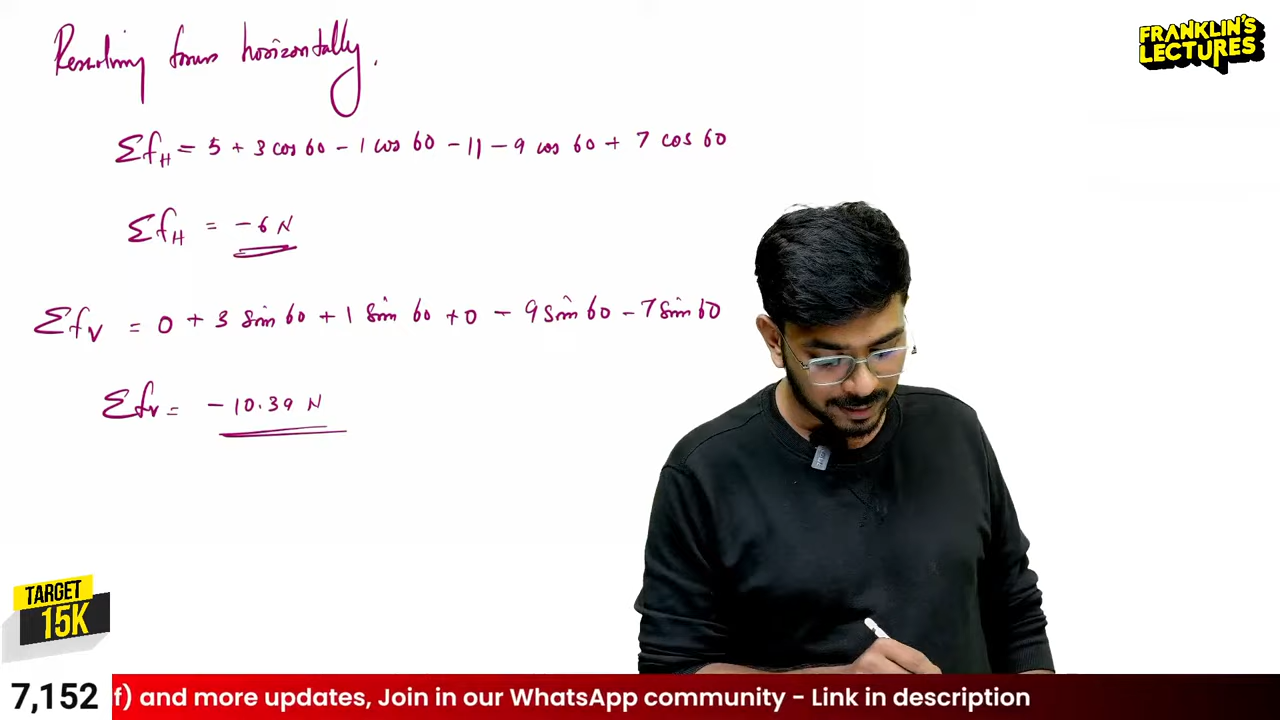 Resolving forces horizontally.
FRANKLIN'S
LECTURES
ΣfH = 5 + 3 cos 60 - 1 cos 60 - 11 - 9 cos 60 + 7 cos 60
ΣfH = -6 N
Σfv = 0 + 3 sin 60 + 1 sin 60 + 0 - 9 sin 60 - 7 sin 60
Σfv = -10.39 N
TARGET
15K
7,152 f) and more updates, Join in our WhatsApp community - Link in description